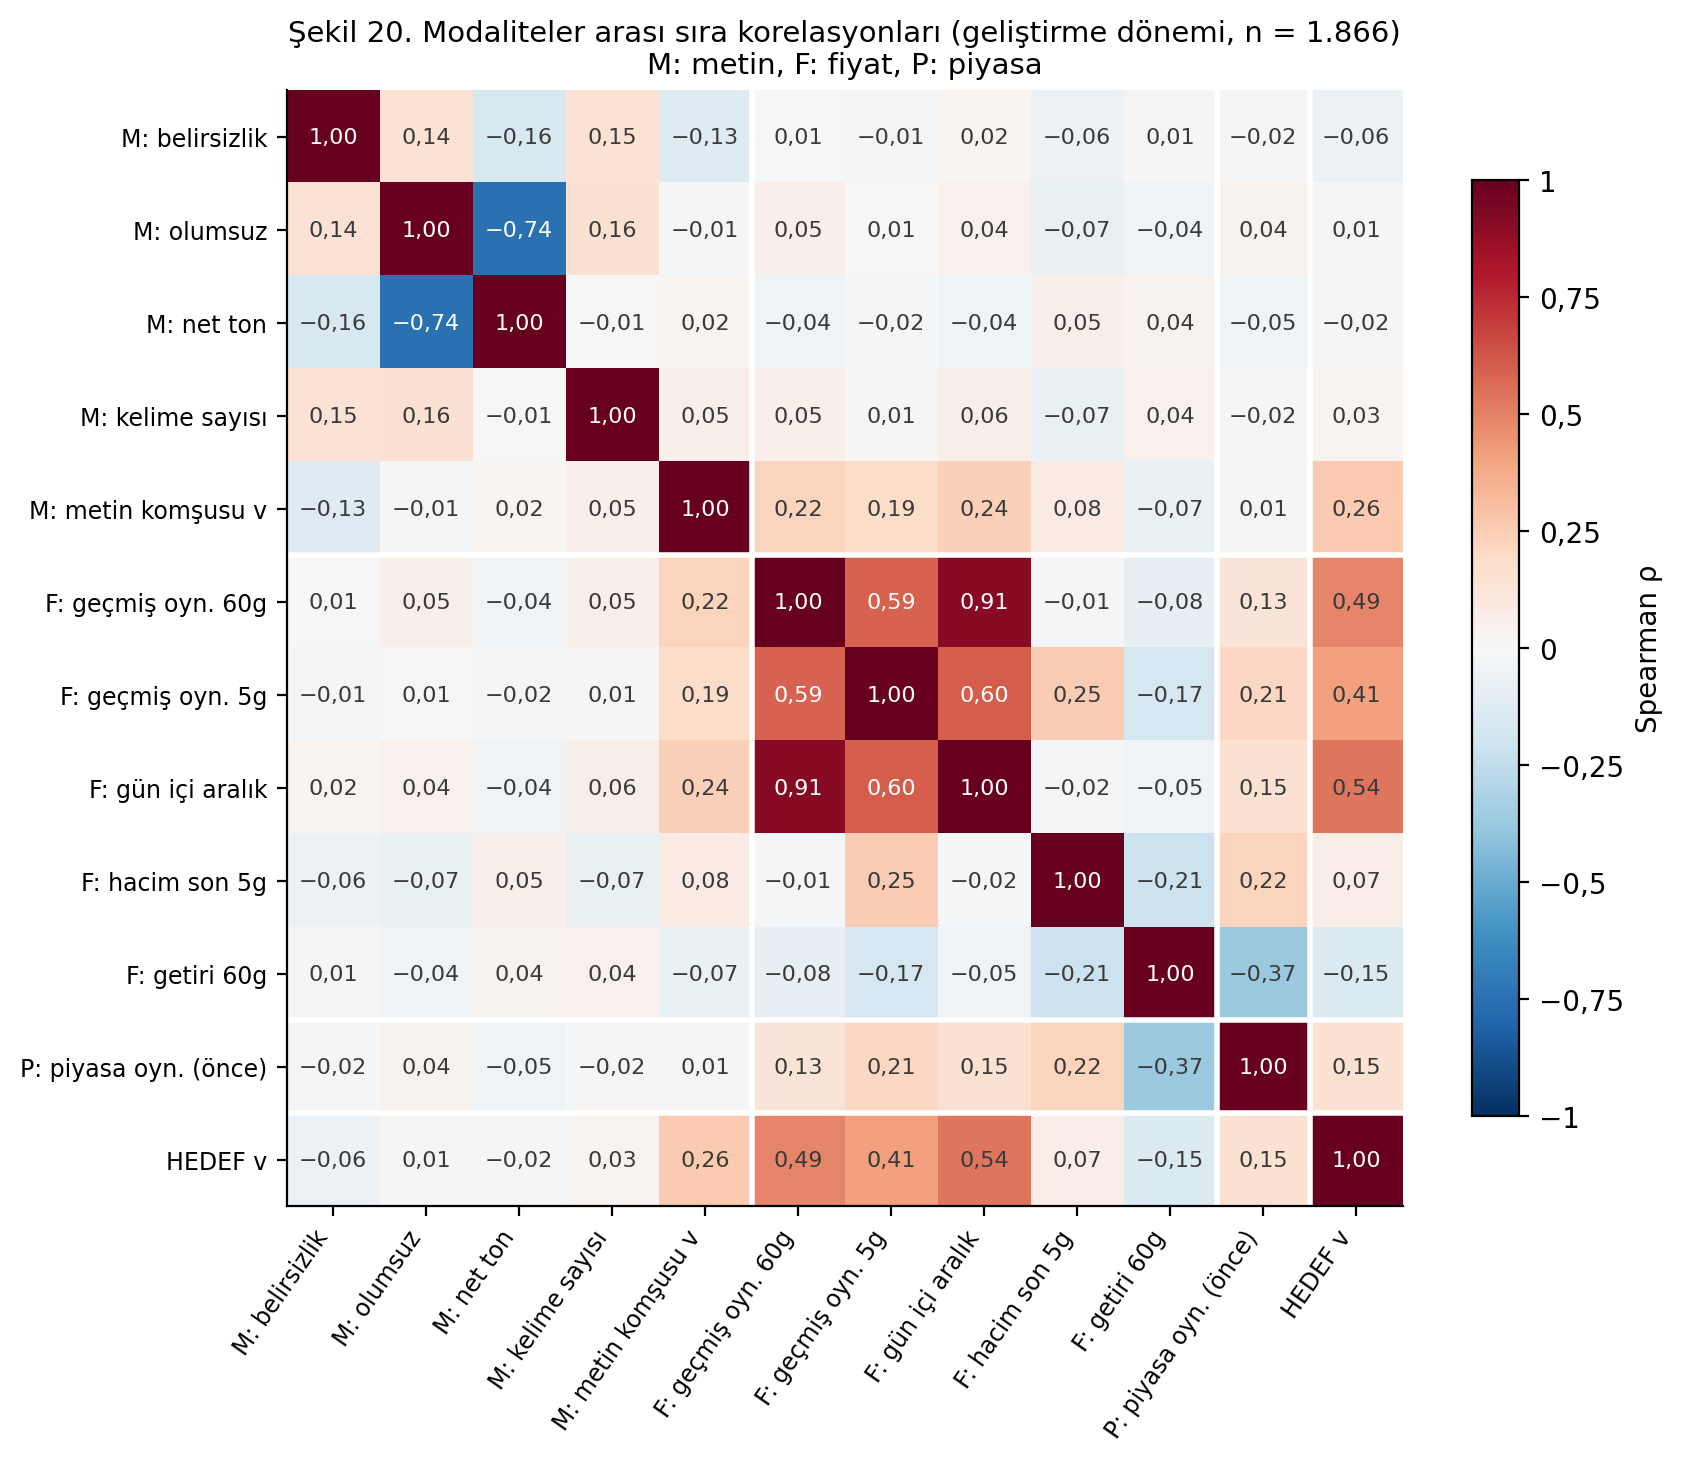 Şekil 20. Modaliteler arası sıra korelasyonları (geliştirme dönemi, n = 1.866)
M: metin, F: fiyat, P: piyasa
M: belirsizlik 1,00 0,14 −0,16 0,15 −0,13 0,01 −0,01 0,02 −0,06 0,01 −0,02 −0,06
M: olumsuz 0,14 1,00 −0,74 0,16 −0,01 0,05 0,01 0,04 −0,07 −0,04 0,04 0,01
M: net ton −0,16 −0,74 1,00 −0,01 0,02 −0,04 −0,02 −0,04 0,05 0,04 −0,05 −0,02
M: kelime sayısı 0,15 0,16 −0,01 1,00 0,05 0,05 0,01 0,06 −0,07 0,04 −0,02 0,03
M: metin komşusu v −0,13 −0,01 0,02 0,05 1,00 0,22 0,19 0,24 0,08 −0,07 0,01 0,26
F: geçmiş oyn. 60g 0,01 0,05 −0,04 0,05 0,22 1,00 0,59 0,91 −0,01 −0,08 0,13 0,49
F: geçmiş oyn. 5g −0,01 0,01 −0,02 0,01 0,19 0,59 1,00 0,60 0,25 −0,17 0,21 0,41
F: gün içi aralık 0,02 0,04 −0,04 0,06 0,24 0,91 0,60 1,00 −0,02 −0,05 0,15 0,54
F: hacim son 5g −0,06 −0,07 0,05 −0,07 0,08 −0,01 0,25 −0,02 1,00 −0,21 0,22 0,07
F: getiri 60g 0,01 −0,04 0,04 0,04 −0,07 −0,08 −0,17 −0,05 −0,21 1,00 −0,37 −0,15
P: piyasa oyn. (önce) −0,02 0,04 −0,05 −0,02 0,01 0,13 0,21 0,15 0,22 −0,37 1,00 0,15
HEDEF v −0,06 0,01 −0,02 0,03 0,26 0,49 0,41 0,54 0,07 −0,15 0,15 1,00
M: belirsizlik
M: olumsuz
M: net ton
M: kelime sayısı
M: metin komşusu v
F: geçmiş oyn. 60g
F: geçmiş oyn. 5g
F: gün içi aralık
F: hacim son 5g
F: getiri 60g
P: piyasa oyn. (önce)
HEDEF v
1
0,75
0,5
0,25
0
−0,25
−0,5
−0,75
−1
Spearman ρ